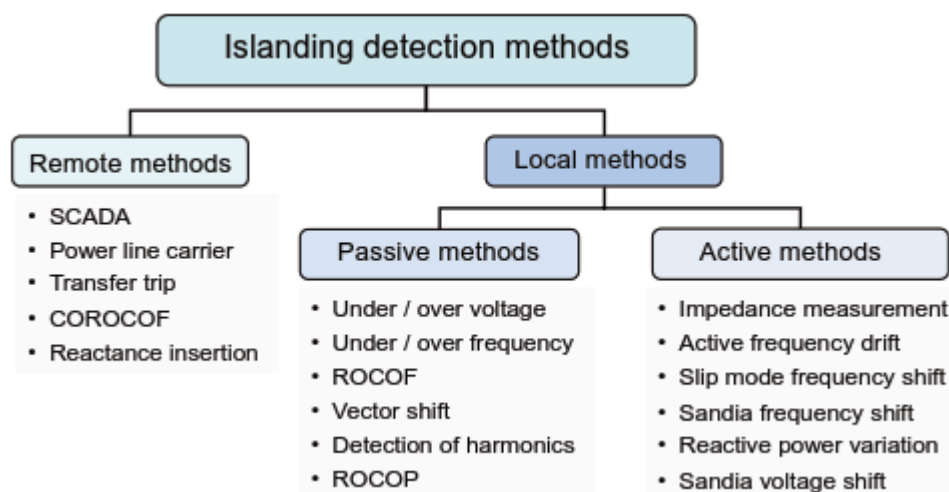 Islanding detection methods
Remote methods
• SCADA
• Power line carrier
• Transfer trip
• COROCOF
• Reactance insertion
Local methods
Passive methods
• Under / over voltage
• Under / over frequency
• ROCOF
• Vector shift
• Detection of harmonics
• ROCOP
Active methods
• Impedance measurement
• Active frequency drift
• Slip mode frequency shift
• Sandia frequency shift
• Reactive power variation
• Sandia voltage shift